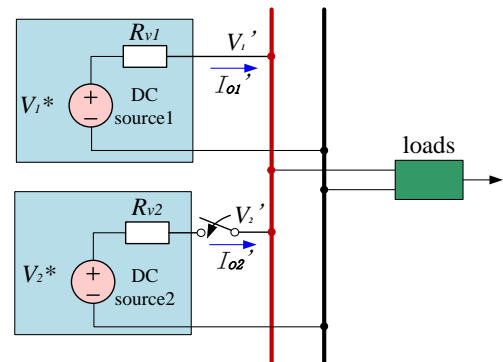 Rv1
V1'
Io1'
V1*
DC
source1
loads
Rv2
V2'
Io2'
V2*
DC
source2